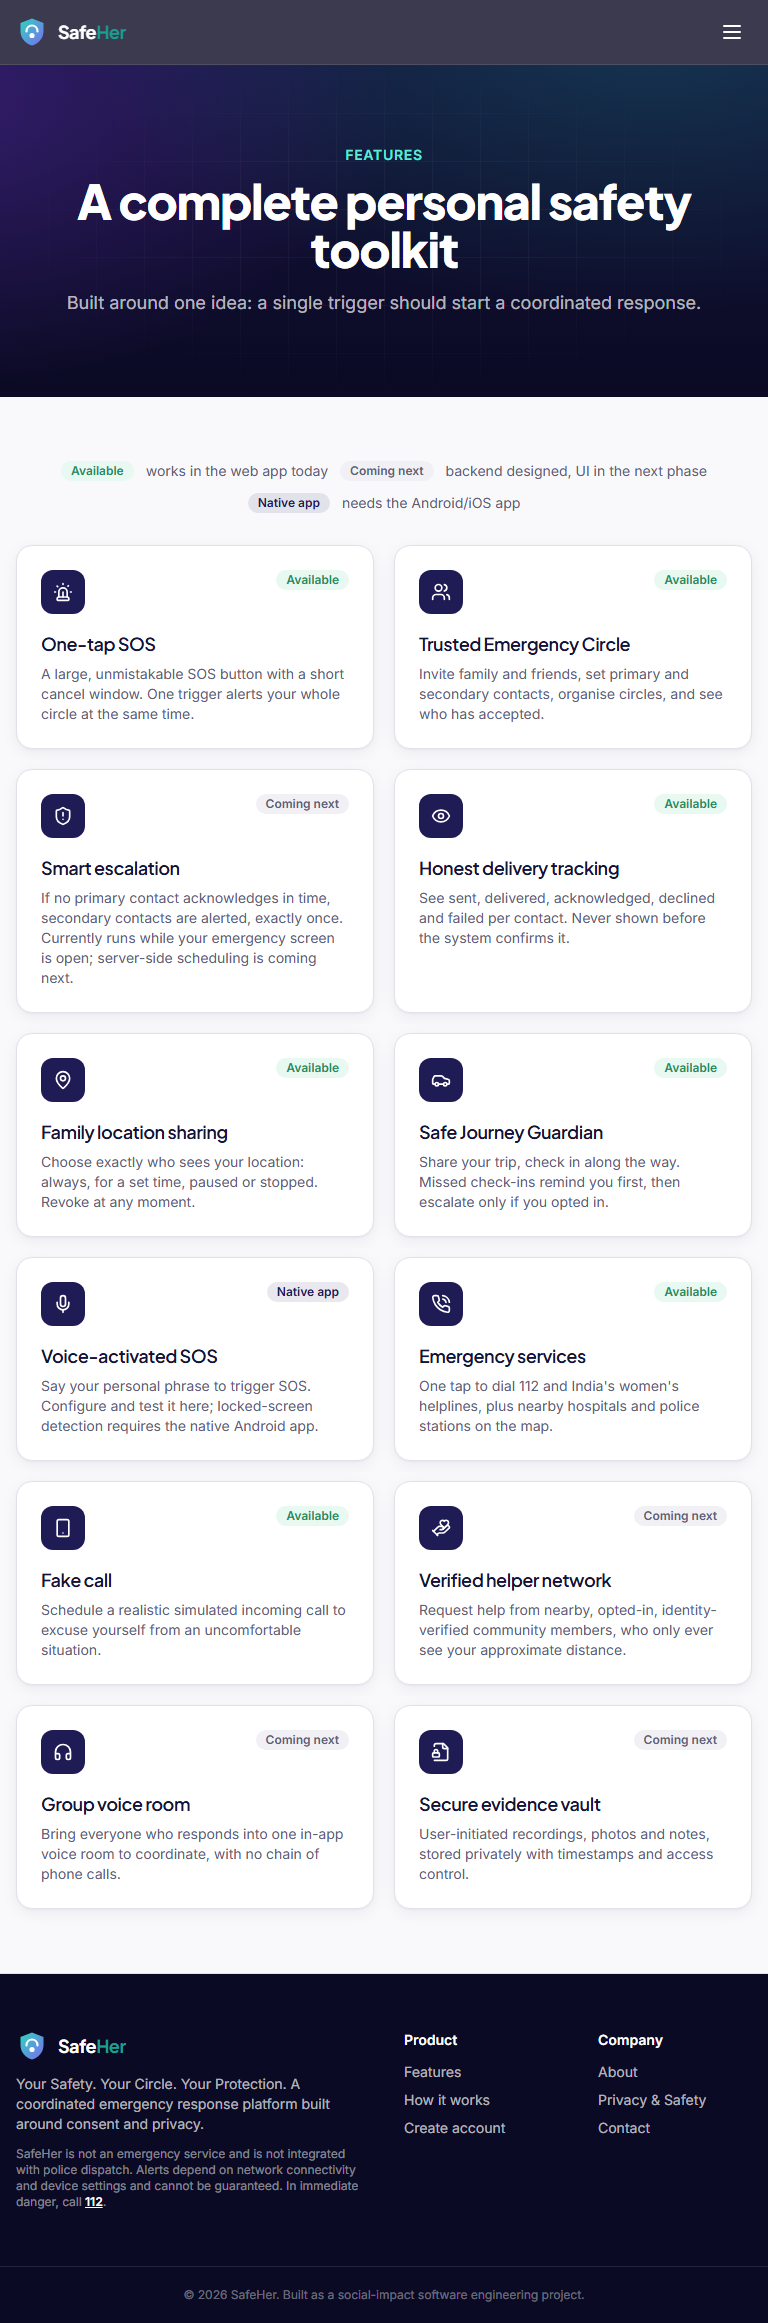 SafeHer
FEATURES
A complete personal safety
toolkit
Built around one idea: a single trigger should start a coordinated response.
Available works in the web app today Coming next backend designed, UI in the next phase
Native app needs the Android/iOS app
Available
One-tap SOS
A large, unmistakable SOS button with a short
cancel window. One trigger alerts your whole
circle at the same time.
Available
Trusted Emergency Circle
Invite family and friends, set primary and
secondary contacts, organise circles, and see
who has accepted.
Coming next
Smart escalation
If no primary contact acknowledges in time,
secondary contacts are alerted, exactly once.
Currently runs while your emergency screen
is open; server-side scheduling is coming
next.
Available
Honest delivery tracking
See sent, delivered, acknowledged, declined
and failed per contact. Never shown before
the system confirms it.
Available
Family location sharing
Choose exactly who sees your location:
always, for a set time, paused or stopped.
Revoke at any moment.
Available
Safe Journey Guardian
Share your trip, check in along the way.
Missed check-ins remind you first, then
escalate only if you opted in.
Native app
Voice-activated SOS
Say your personal phrase to trigger SOS.
Configure and test it here; locked-screen
detection requires the native Android app.
Available
Emergency services
One tap to dial 112 and India's women's
helplines, plus nearby hospitals and police
stations on the map.
Available
Fake call
Schedule a realistic simulated incoming call to
excuse yourself from an uncomfortable
situation.
Coming next
Verified helper network
Request help from nearby, opted-in, identity-
verified community members, who only ever
see your approximate distance.
Coming next
Group voice room
Bring everyone who responds into one in-app
voice room to coordinate, with no chain of
phone calls.
Coming next
Secure evidence vault
User-initiated recordings, photos and notes,
stored privately with timestamps and access
control.
SafeHer
Your Safety. Your Circle. Your Protection. A
coordinated emergency response platform built
around consent and privacy.
SafeHer is not an emergency service and is not integrated
with police dispatch. Alerts depend on network connectivity
and device settings and cannot be guaranteed. In immediate
danger, call 112.
Product
Features
How it works
Create account
Company
About
Privacy & Safety
Contact
© 2026 SafeHer. Built as a social-impact software engineering project.